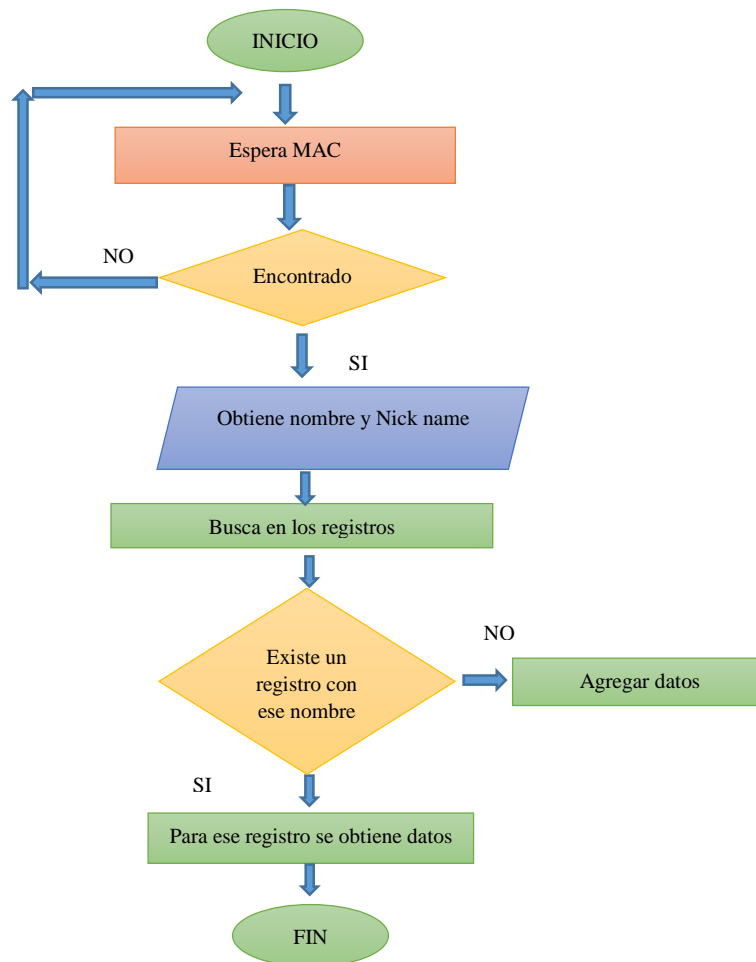 INICIO
Espera MAC
NO
Encontrado
SI
Obtiene nombre y Nick name
Busca en los registros
NO
Existe un
registro con
ese nombre
Agregar datos
SI
Para ese registro se obtiene datos
FIN